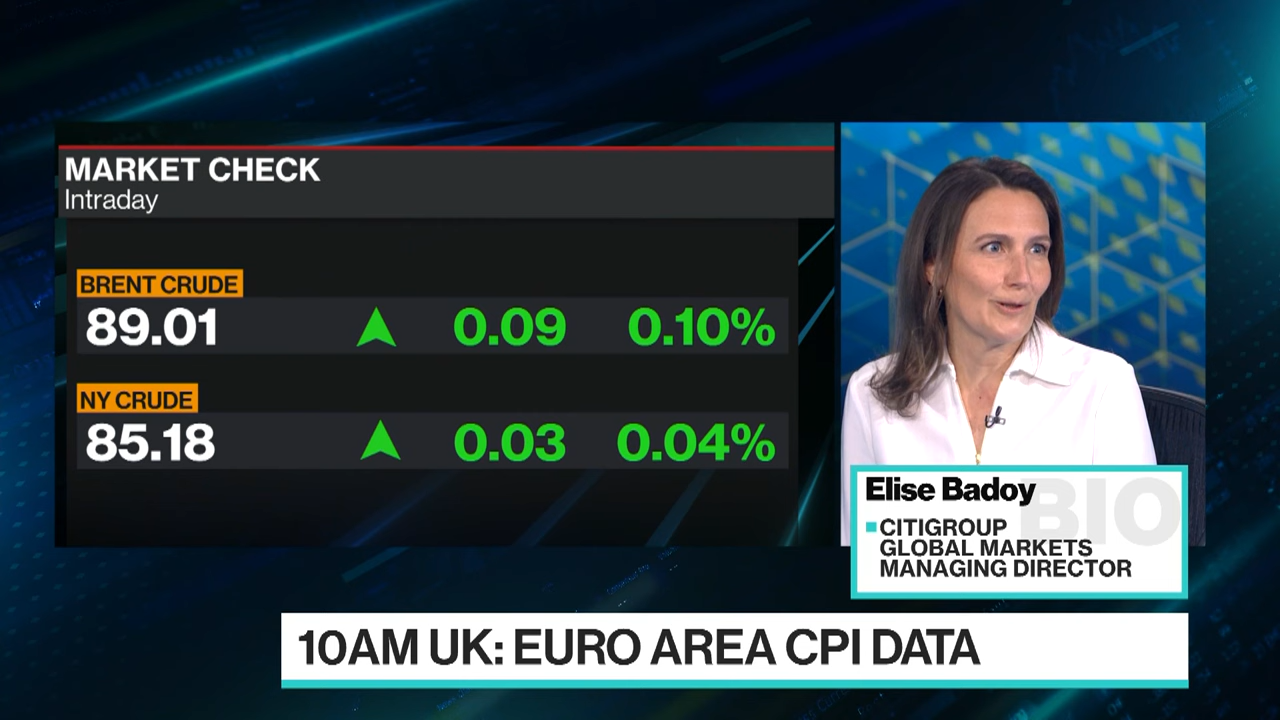 MARKET CHECK
Intraday
BRENT CRUDE
89.01 ▲ 0.09 0.10%
NY CRUDE
85.18 ▲ 0.03 0.04%
Elise Badoy
BIO
CITIGROUP
GLOBAL MARKETS
MANAGING DIRECTOR
10AM UK: EURO AREA CPI DATA